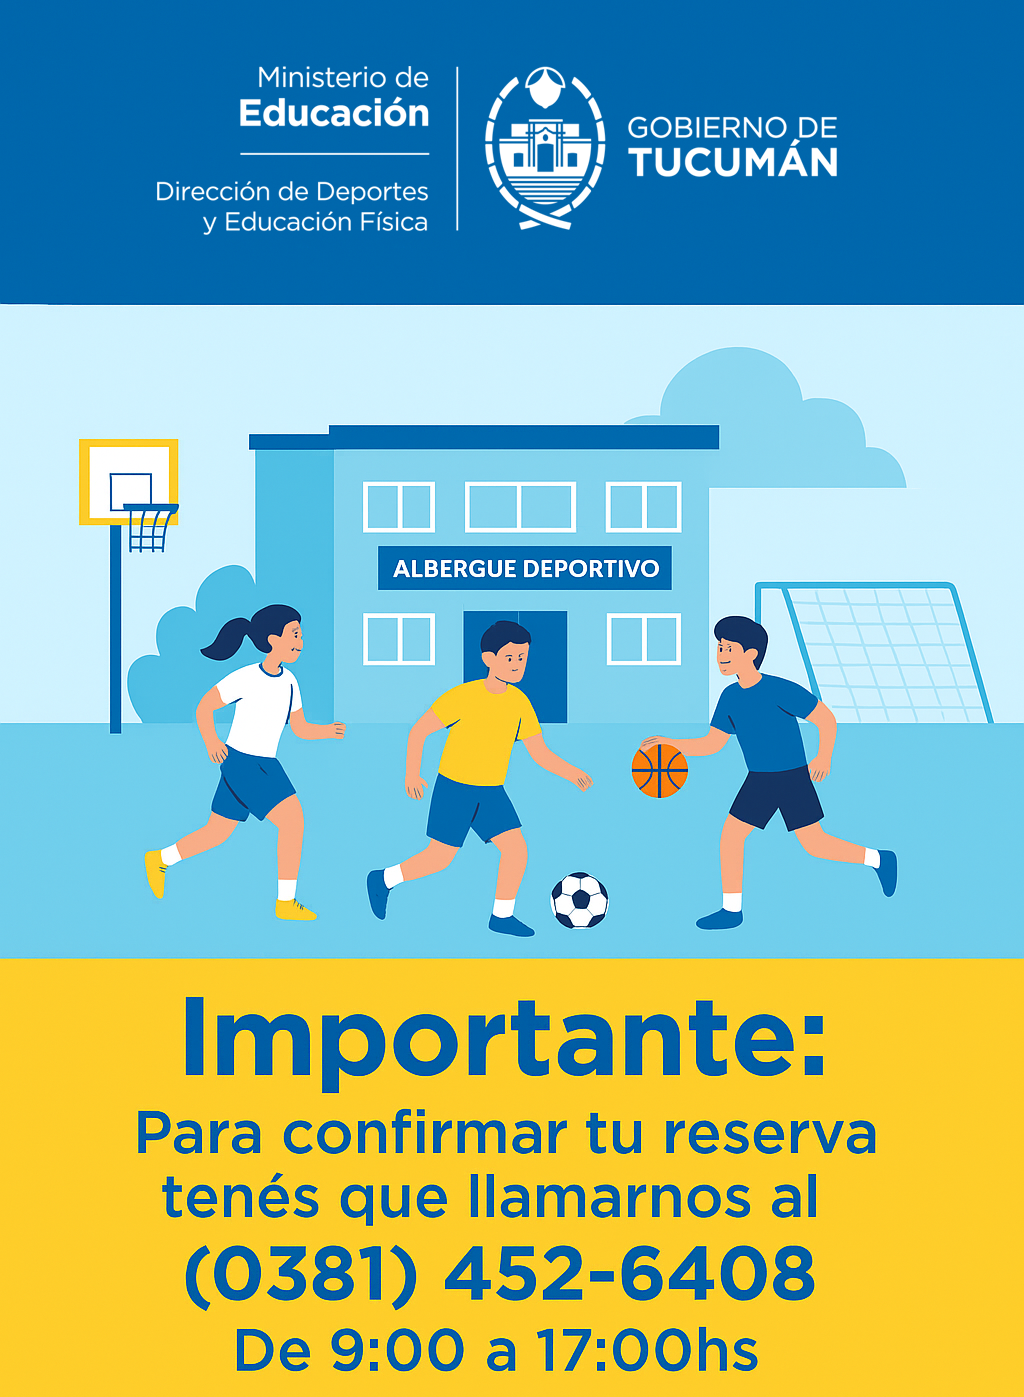 Ministerio de
Educación
Dirección de Deportes
y Educación Física
GOBIERNO DE
TUCUMÁN
ALBERGUE DEPORTIVO
Importante:
Para confirmar tu reserva
tenés que llamarnos al
(0381) 452-6408
De 9:00 a 17:00hs